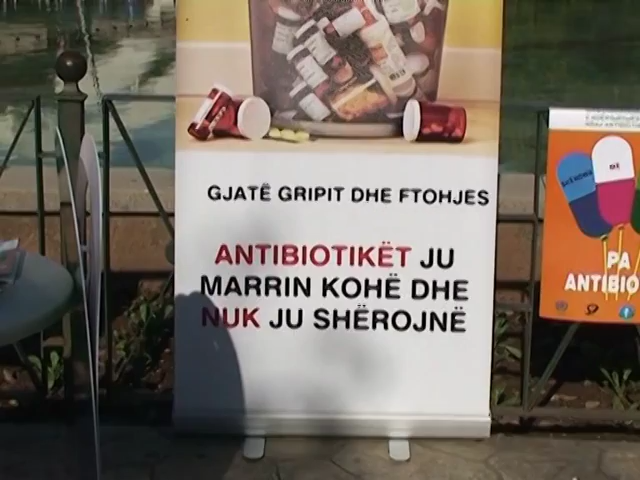 GJATË GRIPIT DHE FTOHJES
ANTIBIOTIKËT JU
MARRIN KOHË DHE
NUK JU SHËROJNË
PA
ANTIBIO